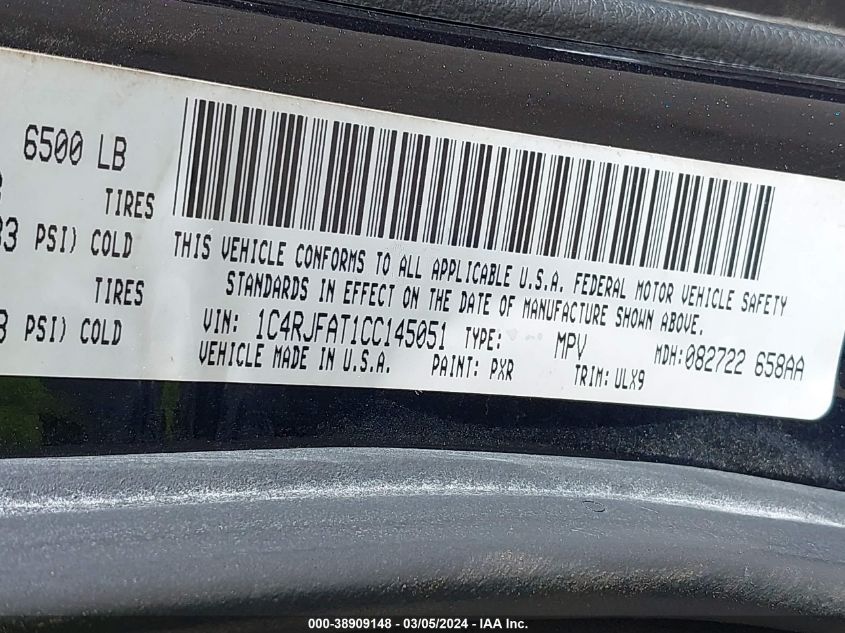 6500 LB
TIRES
PSI) COLD
TIRES
PSI) COLD
THIS VEHICLE CONFORMS TO ALL APPLICABLE U.S.A. FEDERAL MOTOR VEHICLE SAFETY
STANDARDS IN EFFECT ON THE DATE OF MANUFACTURE SHOWN ABOVE.
VIN: 1C4RJFAT1CC145051 TYPE: MPV MDH:082722 658AA
VEHICLE MADE IN U.S.A. PAINT: PXR TRIM: ULX9
000-38909148 - 03/05/2024 - IAA Inc.